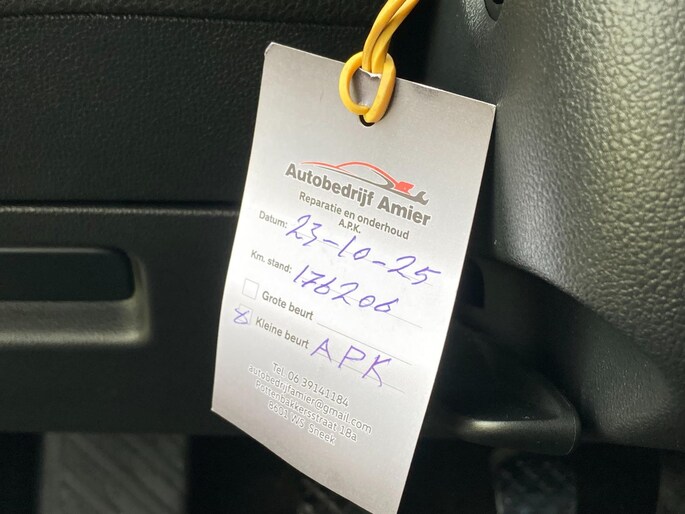 Autobedrijf Amier
Reparatie en onderhoud
A.P.K.
Datum: 23-10-25
Km. stand: 176206
Grote beurt
Kleine beurt APK
Tel. 06 39141184
autobedrijfamier@gmail.com
Pottenbakkersstraat 18a
8601 WS Sneek